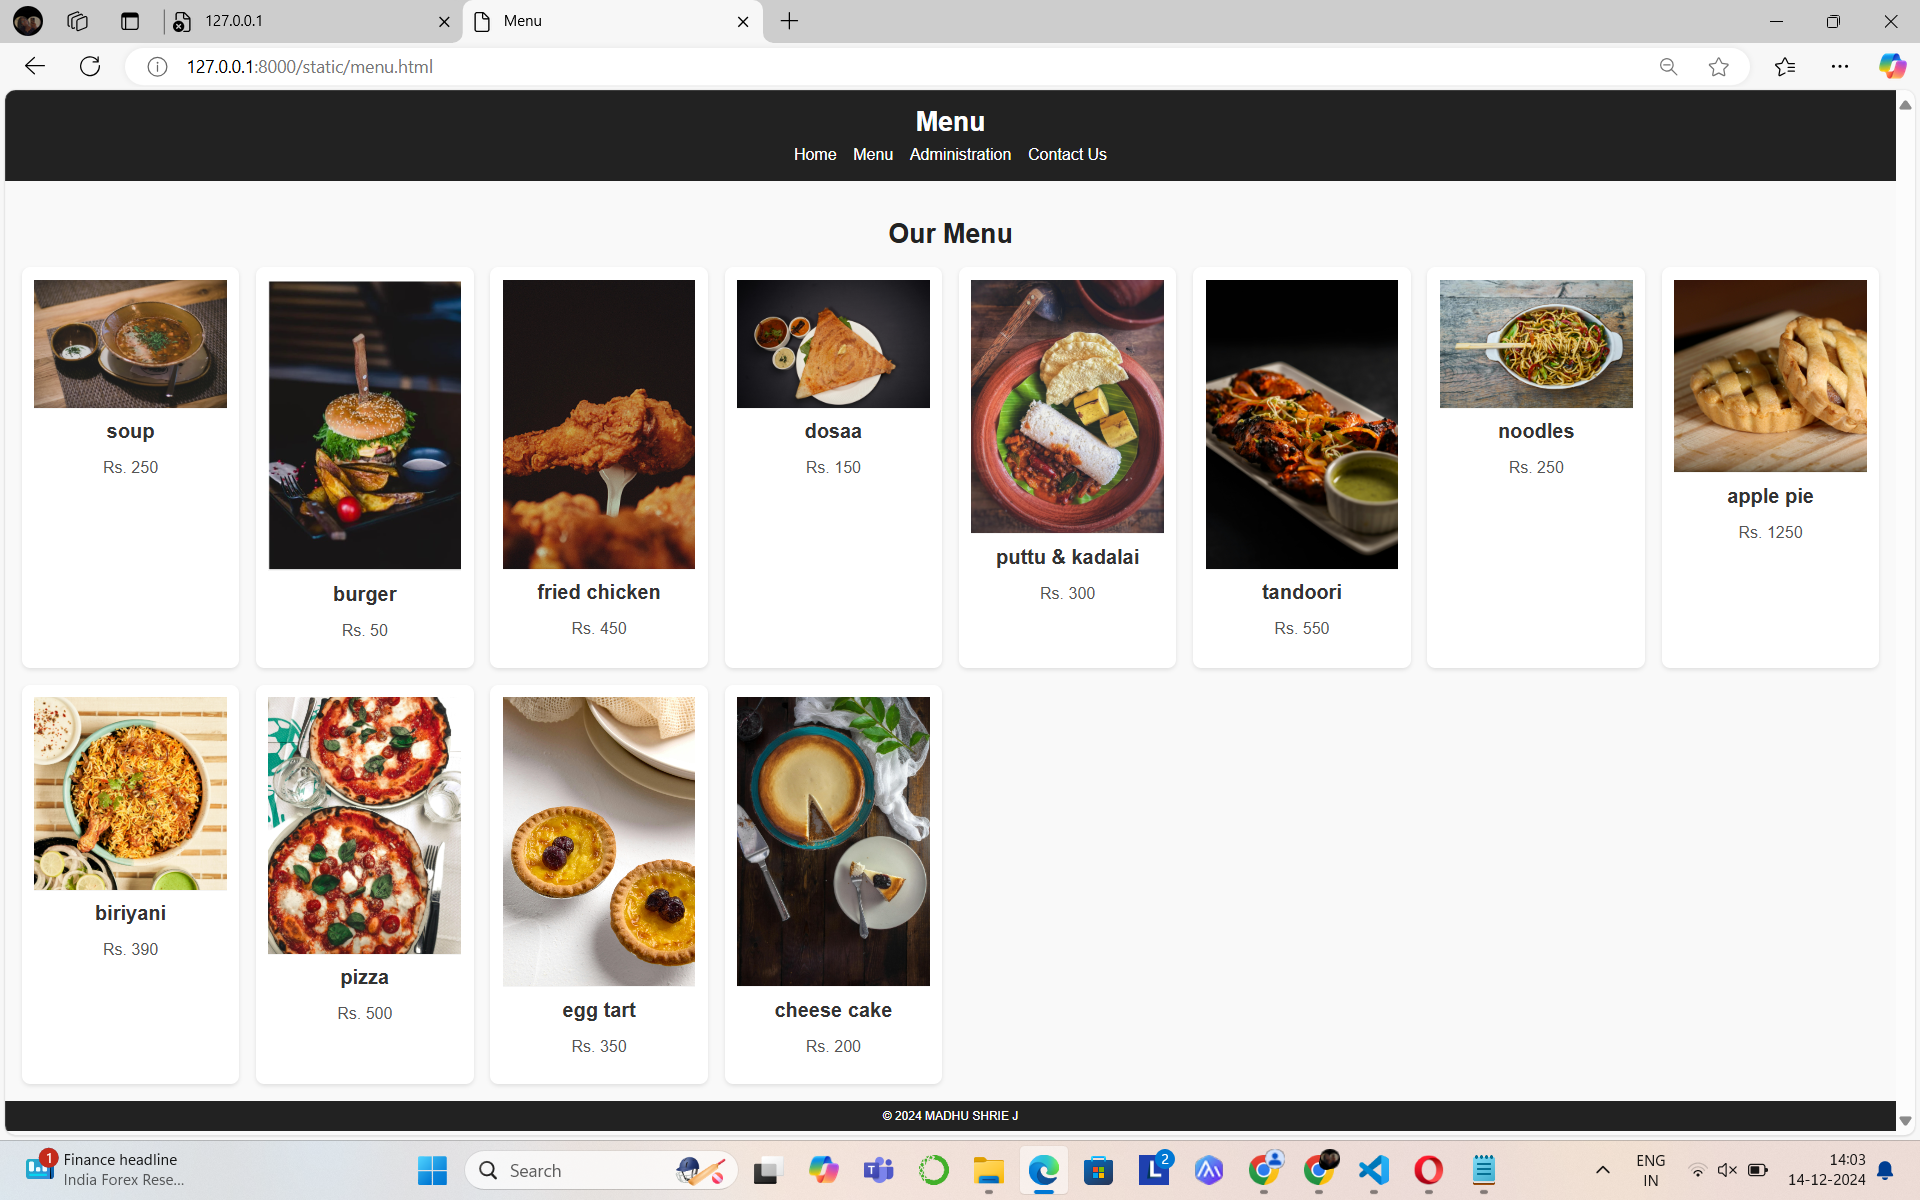 127.0.0.1
Menu
127.0.0.1:8000/static/menu.html
Menu
Home Menu Administration Contact Us
Our Menu
soup
Rs. 250
burger
Rs. 50
fried chicken
Rs. 450
dosaa
Rs. 150
puttu & kadalai
Rs. 300
tandoori
Rs. 550
noodles
Rs. 250
apple pie
Rs. 1250
biriyani
Rs. 390
pizza
Rs. 500
egg tart
Rs. 350
cheese cake
Rs. 200
© 2024 MADHU SHRIE J
1
Finance headline
India Forex Rese...
Search
2
ENG
IN
14:03
14-12-2024